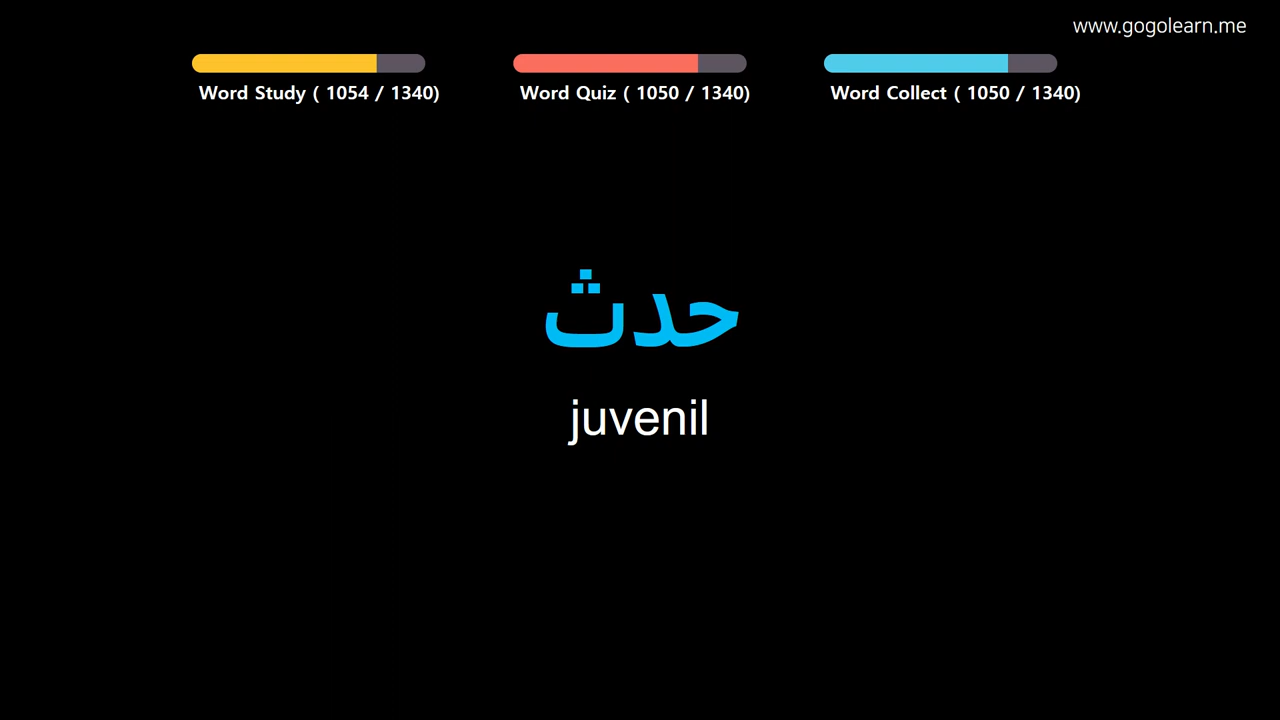 www.gogolearn.me
Word Study ( 1054 / 1340)
Word Quiz ( 1050 / 1340)
Word Collect ( 1050 / 1340)
حدث
juvenil